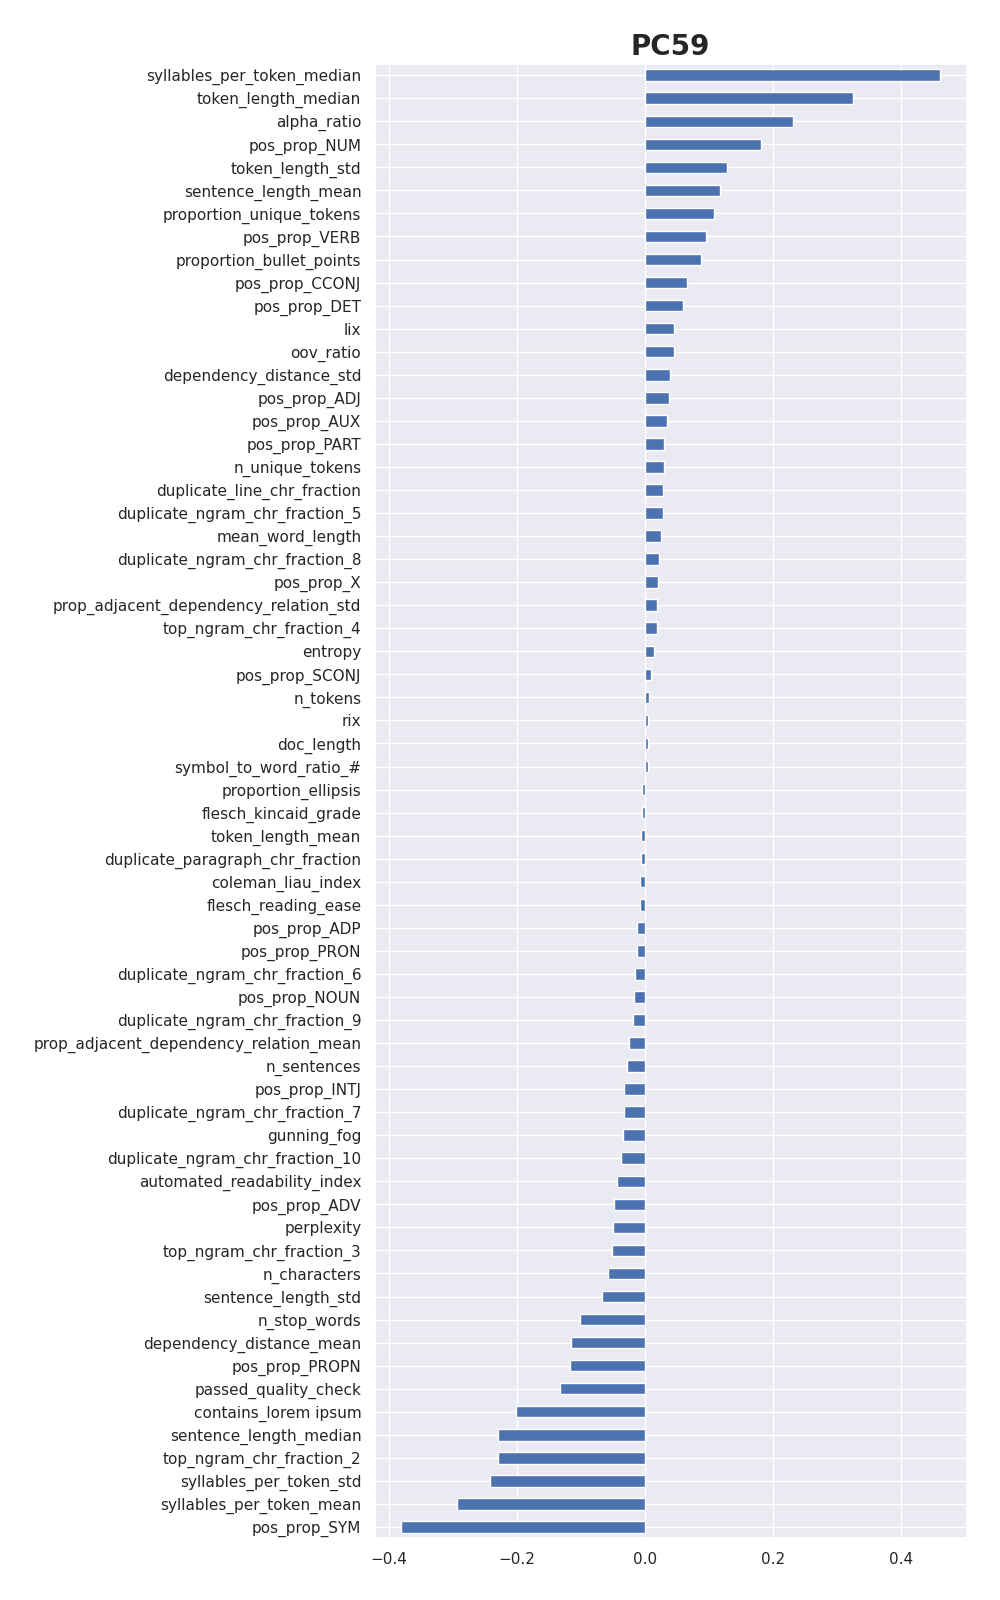 PC59
syllables_per_token_median
token_length_median
alpha_ratio
pos_prop_NUM
token_length_std
sentence_length_mean
proportion_unique_tokens
pos_prop_VERB
proportion_bullet_points
pos_prop_CCONJ
pos_prop_DET
lix
oov_ratio
dependency_distance_std
pos_prop_ADJ
pos_prop_AUX
pos_prop_PART
n_unique_tokens
duplicate_line_chr_fraction
duplicate_ngram_chr_fraction_5
mean_word_length
duplicate_ngram_chr_fraction_8
pos_prop_X
prop_adjacent_dependency_relation_std
top_ngram_chr_fraction_4
entropy
pos_prop_SCONJ
n_tokens
rix
doc_length
symbol_to_word_ratio_#
proportion_ellipsis
flesch_kincaid_grade
token_length_mean
duplicate_paragraph_chr_fraction
coleman_liau_index
flesch_reading_ease
pos_prop_ADP
pos_prop_PRON
duplicate_ngram_chr_fraction_6
pos_prop_NOUN
duplicate_ngram_chr_fraction_9
prop_adjacent_dependency_relation_mean
n_sentences
pos_prop_INTJ
duplicate_ngram_chr_fraction_7
gunning_fog
duplicate_ngram_chr_fraction_10
automated_readability_index
pos_prop_ADV
perplexity
top_ngram_chr_fraction_3
n_characters
sentence_length_std
n_stop_words
dependency_distance_mean
pos_prop_PROPN
passed_quality_check
contains_lorem ipsum
sentence_length_median
top_ngram_chr_fraction_2
syllables_per_token_std
syllables_per_token_mean
pos_prop_SYM
−0.4 −0.2 0.0 0.2 0.4